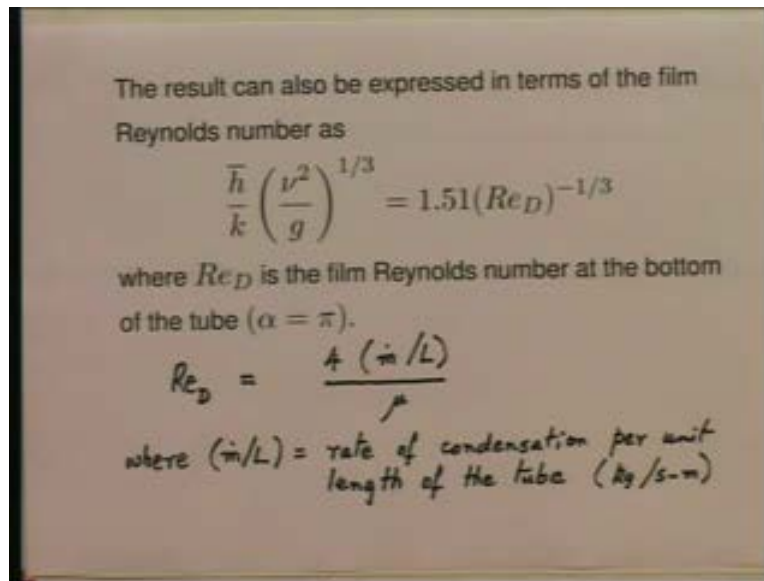 The result can also be expressed in terms of the film
Reynolds number as
h̅/k (ν²/g)^1/3 = 1.51(Re_D)^−1/3
where Re_D is the film Reynolds number at the bottom
of the tube (α = π).
Re_D = 4 (ṁ/L) / μ
where (ṁ/L) = rate of condensation per unit
length of the tube (kg/s-m)